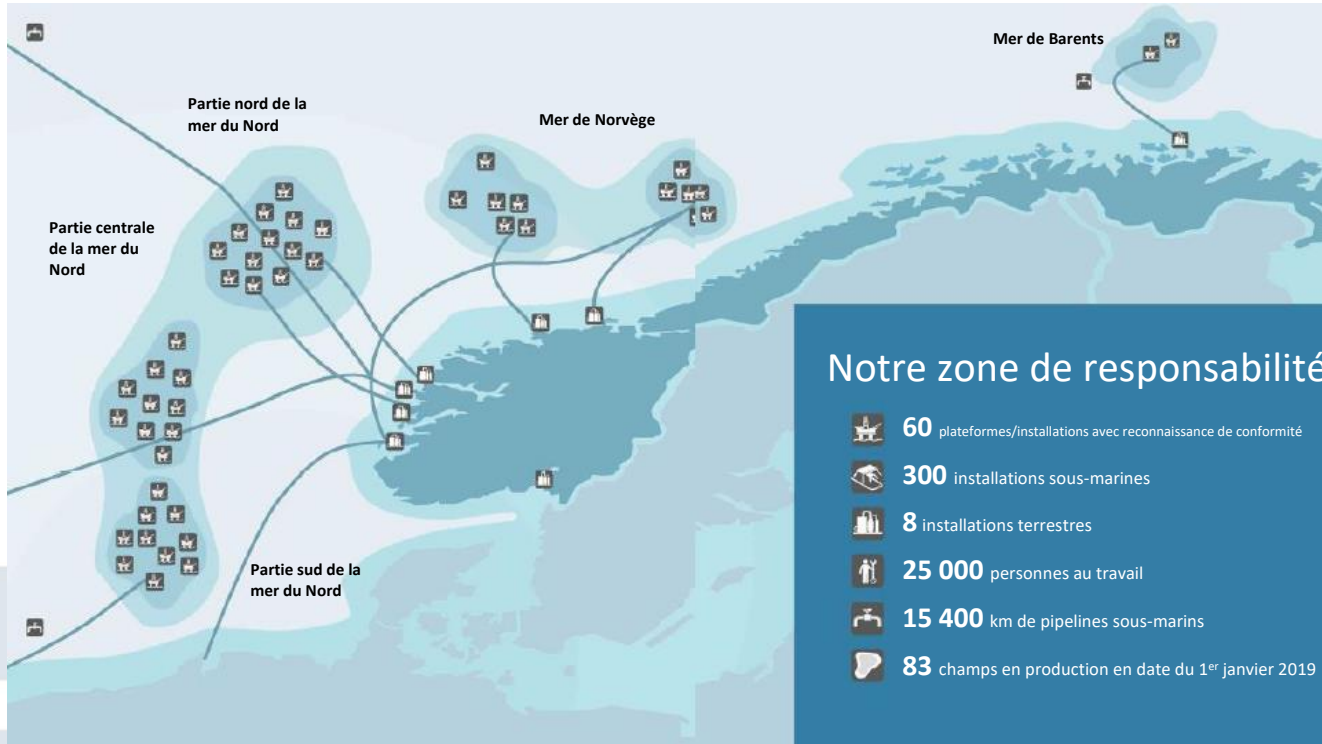 Mer de Barents
Partie nord de la
mer du Nord
Mer de Norvège
Partie centrale
de la mer du
Nord
Partie sud de la
mer du Nord
Notre zone de responsabilité
60 plateformes/installations avec reconnaissance de conformité
300 installations sous-marines
8 installations terrestres
25 000 personnes au travail
15 400 km de pipelines sous-marins
83 champs en production en date du 1er janvier 2019